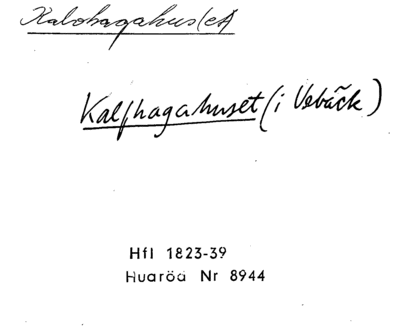 Kalvhagahus(et)
Kalfhagahuset (i Vebäck)
Hfl 1823-39
Huaröd Nr 8944